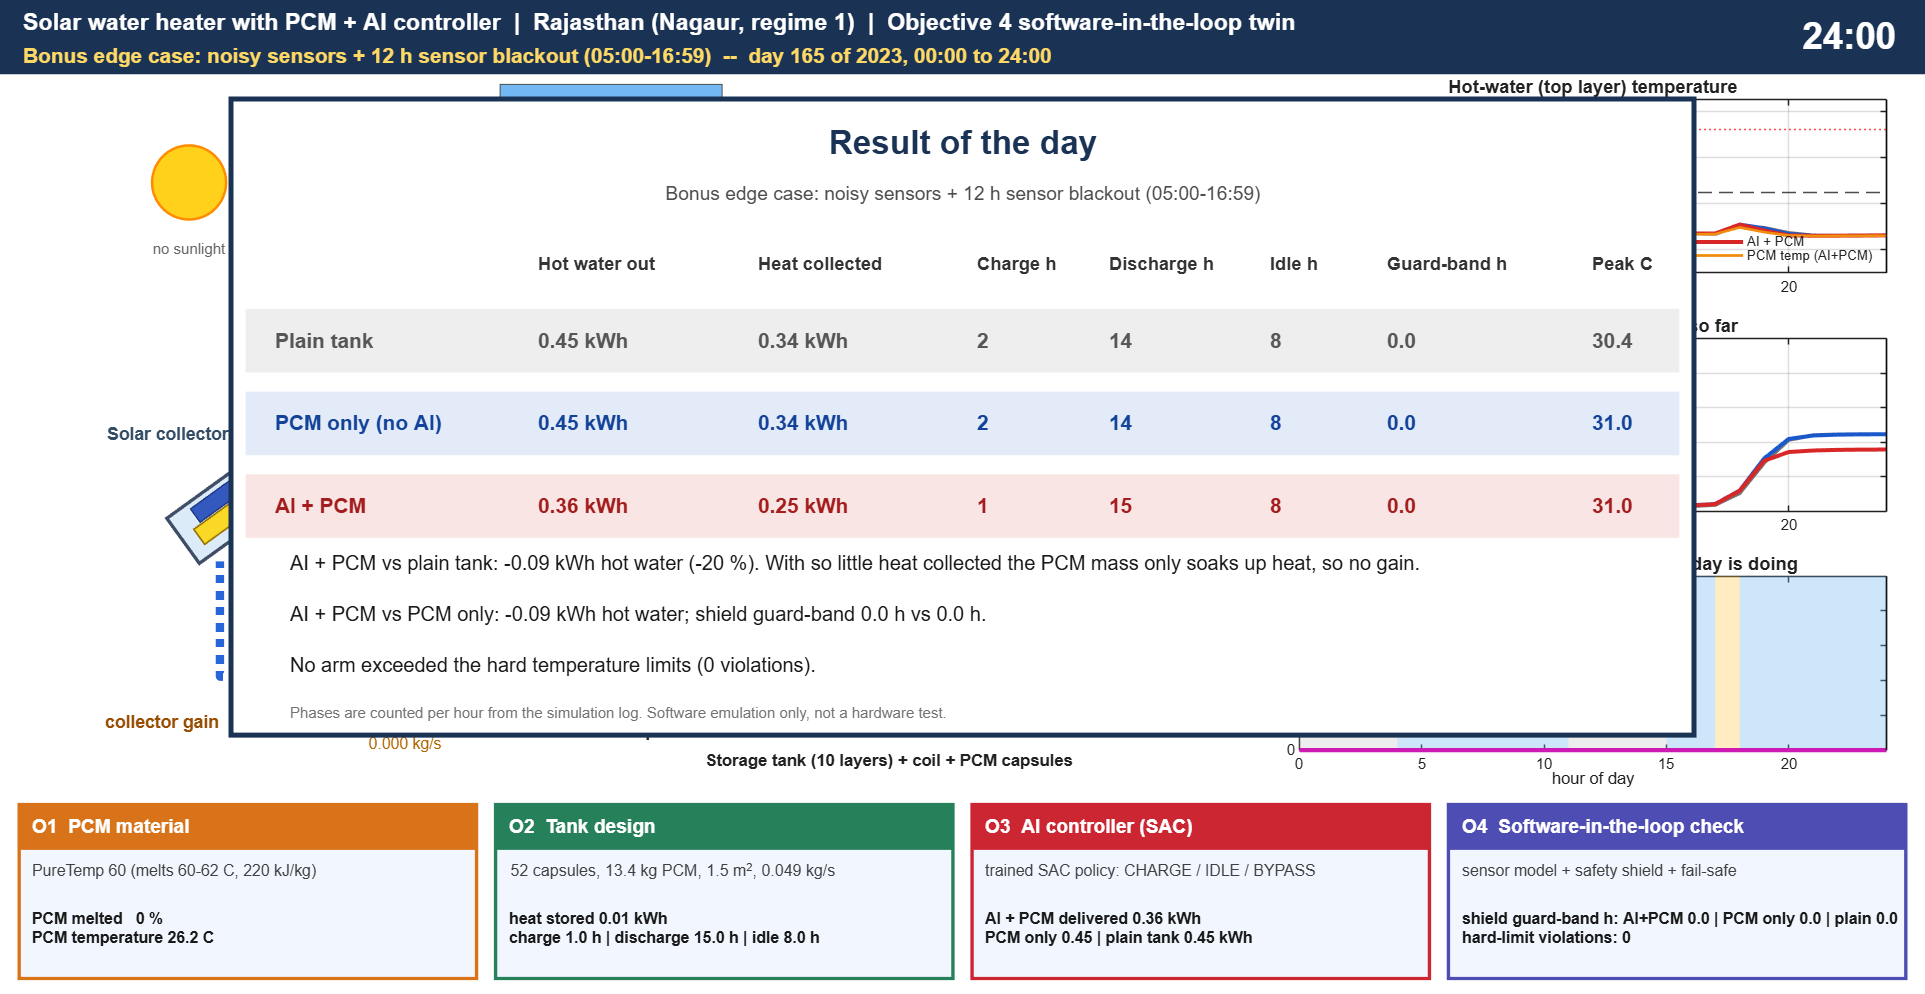 Solar water heater with PCM + AI controller | Rajasthan (Nagaur, regime 1) | Objective 4 software-in-the-loop twin
24:00
Bonus edge case: noisy sensors + 12 h sensor blackout (05:00-16:59) -- day 165 of 2023, 00:00 to 24:00
Hot-water (top layer) temperature
Result of the day
Bonus edge case: noisy sensors + 12 h sensor blackout (05:00-16:59)
no sunlight
AI + PCM
PCM temp (AI+PCM)
20
Hot water out Heat collected Charge h Discharge h Idle h Guard-band h Peak C
Plain tank 0.45 kWh 0.34 kWh 2 14 8 0.0 30.4
PCM only (no AI) 0.45 kWh 0.34 kWh 2 14 8 0.0 31.0
AI + PCM 0.36 kWh 0.25 kWh 1 15 8 0.0 31.0
so far
20
Solar collector
AI + PCM vs plain tank: -0.09 kWh hot water (-20 %). With so little heat collected the PCM mass only soaks up heat, so no gain.
AI + PCM vs PCM only: -0.09 kWh hot water; shield guard-band 0.0 h vs 0.0 h.
No arm exceeded the hard temperature limits (0 violations).
Phases are counted per hour from the simulation log. Software emulation only, not a hardware test.
day is doing
collector gain
0.000 kg/s
Storage tank (10 layers) + coil + PCM capsules
0
0 5 10 15 20
hour of day
O1 PCM material
PureTemp 60 (melts 60-62 C, 220 kJ/kg)
PCM melted 0 %
PCM temperature 26.2 C
O2 Tank design
52 capsules, 13.4 kg PCM, 1.5 m², 0.049 kg/s
heat stored 0.01 kWh
charge 1.0 h | discharge 15.0 h | idle 8.0 h
O3 AI controller (SAC)
trained SAC policy: CHARGE / IDLE / BYPASS
AI + PCM delivered 0.36 kWh
PCM only 0.45 | plain tank 0.45 kWh
O4 Software-in-the-loop check
sensor model + safety shield + fail-safe
shield guard-band h: AI+PCM 0.0 | PCM only 0.0 | plain 0.0
hard-limit violations: 0